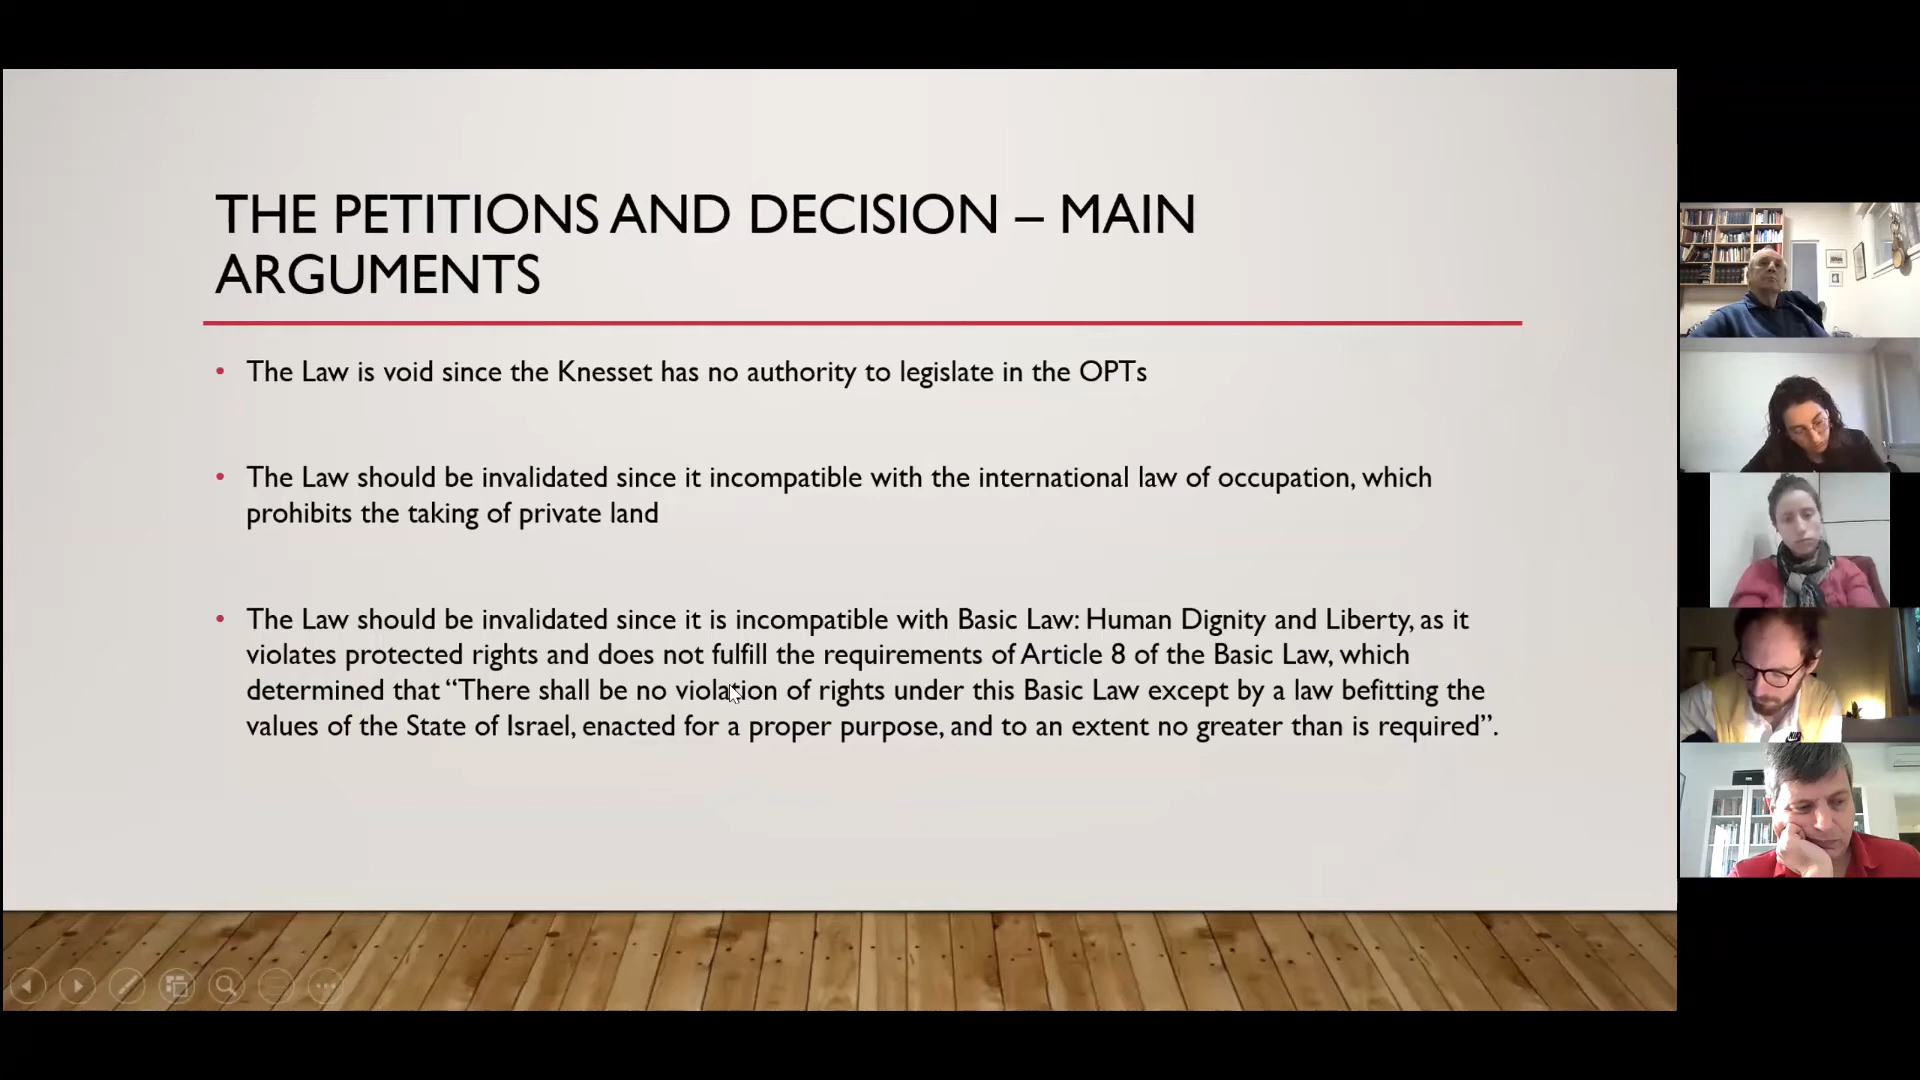 THE PETITIONS AND DECISION – MAIN
ARGUMENTS
• The Law is void since the Knesset has no authority to legislate in the OPTs
• The Law should be invalidated since it incompatible with the international law of occupation, which
prohibits the taking of private land
• The Law should be invalidated since it is incompatible with Basic Law: Human Dignity and Liberty, as it
violates protected rights and does not fulfill the requirements of Article 8 of the Basic Law, which
determined that “There shall be no violation of rights under this Basic Law except by a law befitting the
values of the State of Israel, enacted for a proper purpose, and to an extent no greater than is required”.